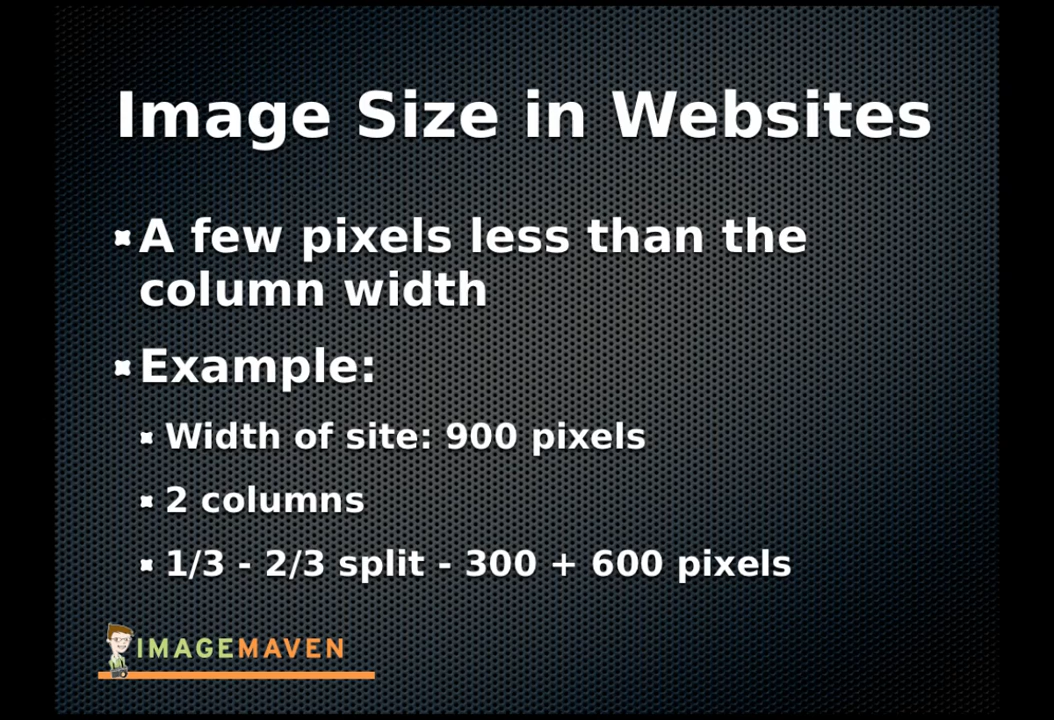 Image Size in Websites
A few pixels less than the
column width
Example:
Width of site: 900 pixels
2 columns
1/3 - 2/3 split - 300 + 600 pixels
IMAGEMAVEN